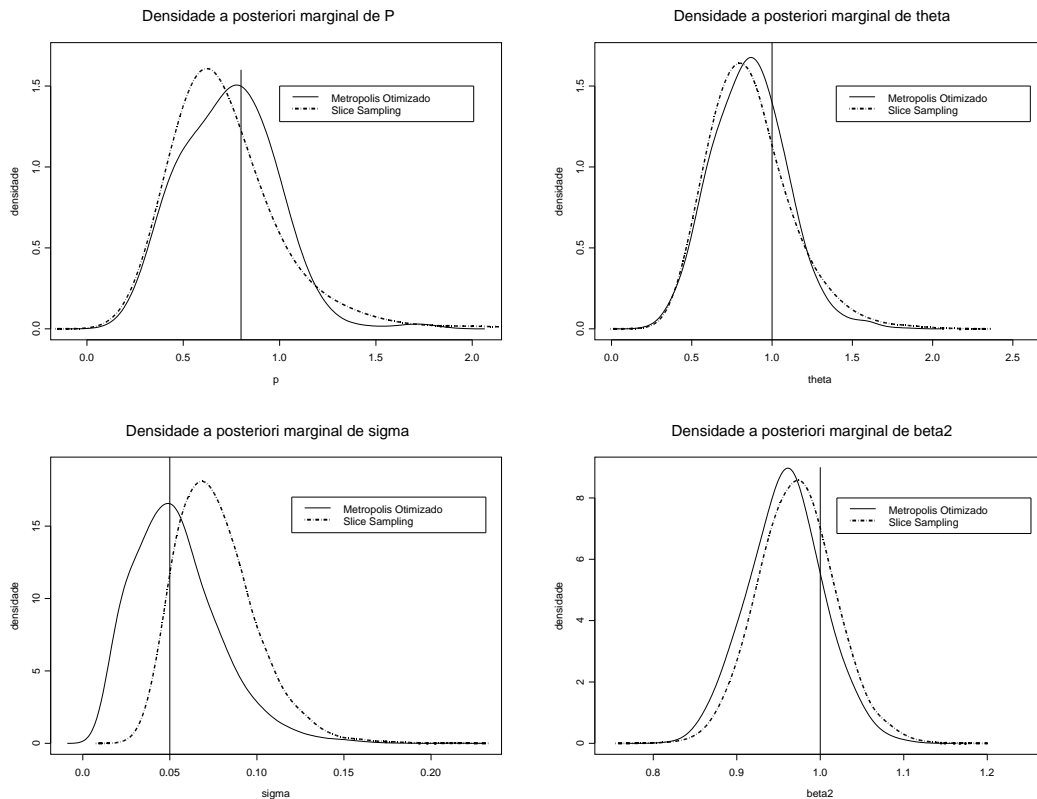 Densidade a posteriori marginal de P
densidade
0.0 0.5 1.0 1.5
Metropolis Otimizado
Slice Sampling
0.0 0.5 1.0 1.5 2.0
p
Densidade a posteriori marginal de theta
densidade
0.0 0.5 1.0 1.5
Metropolis Otimizado
Slice Sampling
0.0 0.5 1.0 1.5 2.0 2.5
theta
Densidade a posteriori marginal de sigma
densidade
0 5 10 15
Metropolis Otimizado
Slice Sampling
0.0 0.05 0.10 0.15 0.20
sigma
Densidade a posteriori marginal de beta2
densidade
0 2 4 6 8
Metropolis Otimizado
Slice Sampling
0.8 0.9 1.0 1.1 1.2
beta2